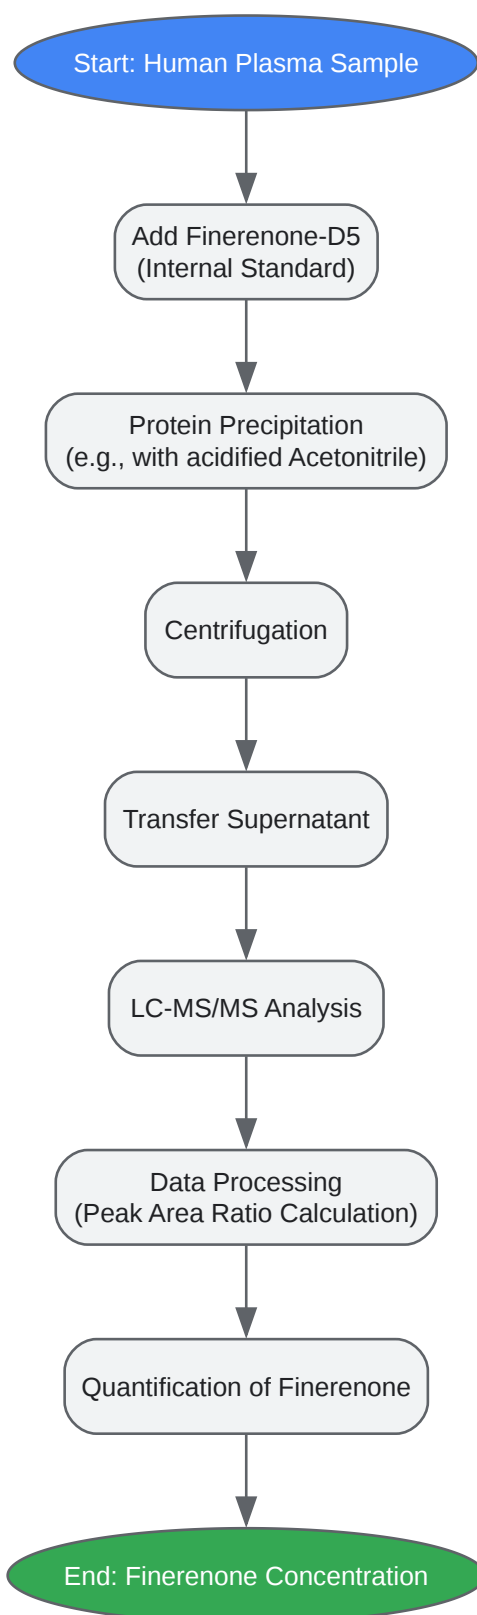 Start: Human Plasma Sample
Add Finerenone-D5
(Internal Standard)
Protein Precipitation
(e.g., with acidified Acetonitrile)
Centrifugation
Transfer Supernatant
LC-MS/MS Analysis
Data Processing
(Peak Area Ratio Calculation)
Quantification of Finerenone
End: Finerenone Concentration